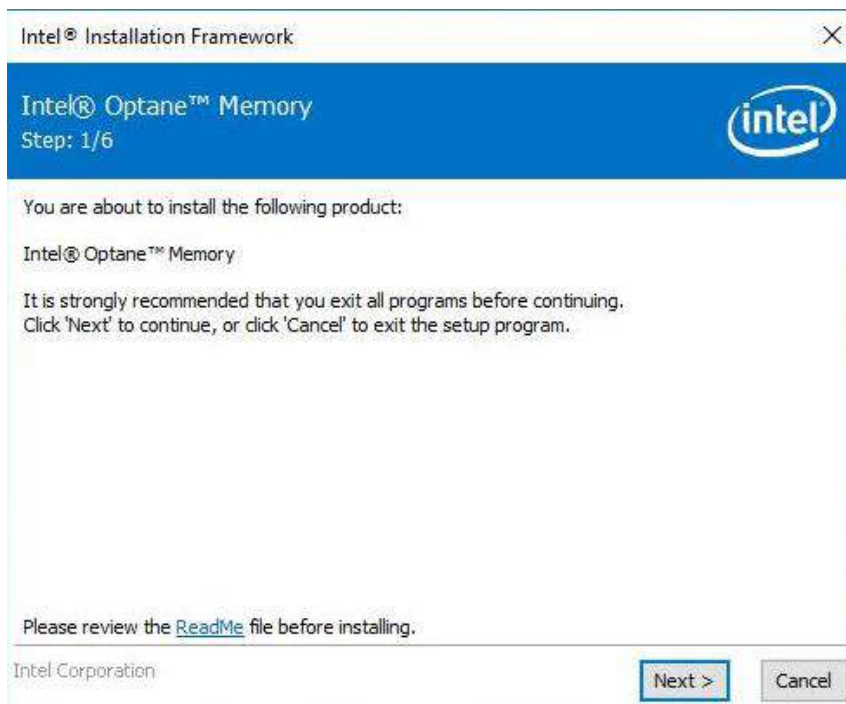 Intel® Installation Framework
Intel® Optane™ Memory
intel
Step: 1/6
You are about to install the following product:
Intel® Optane™ Memory
It is strongly recommended that you exit all programs before continuing.
Click 'Next' to continue, or click 'Cancel' to exit the setup program.
Please review the ReadMe file before installing.
Intel Corporation
Next >
Cancel